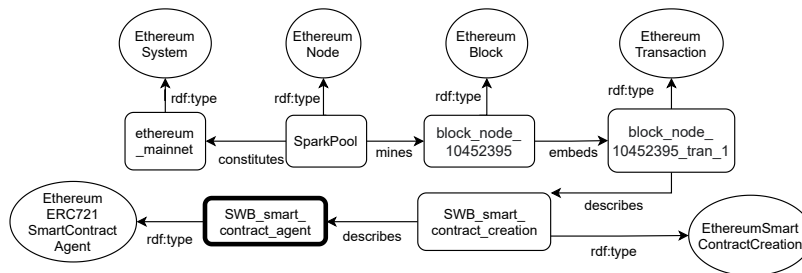 Ethereum
System
Ethereum
Node
Ethereum
Block
Ethereum
Transaction
rdf:type
rdf:type
rdf:type
rdf:type
ethereum
_mainnet
constitutes
SparkPool
mines
block_node_
10452395
embeds
block_node_
10452395_tran_1
describes
Ethereum
ERC721
SmartContract
Agent
rdf:type
SWB_smart_
contract_agent
describes
SWB_smart_
contract_creation
rdf:type
EthereumSmart
ContractCreation